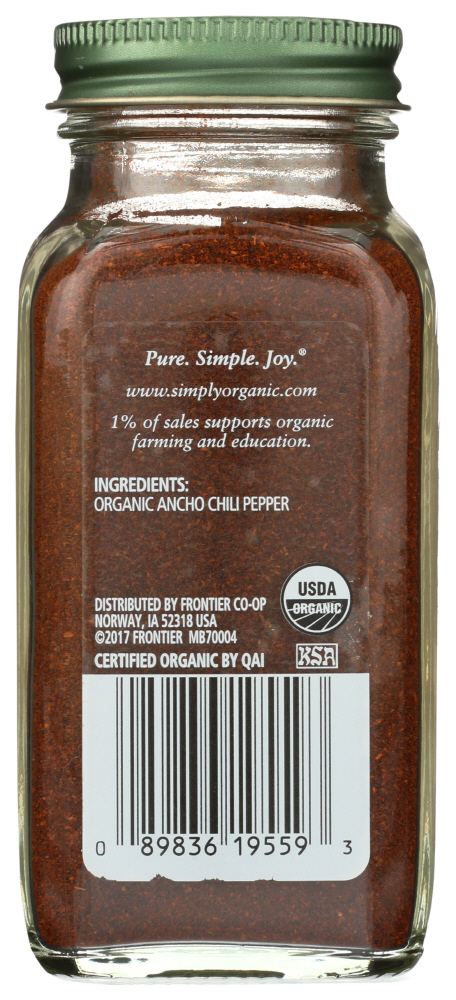 Pure. Simple. Joy.®
www.simplyorganic.com
1% of sales supports organic
farming and education.
INGREDIENTS:
ORGANIC ANCHO CHILI PEPPER
USDA
ORGANIC
DISTRIBUTED BY FRONTIER CO-OP
NORWAY, IA 52318 USA
©2017 FRONTIER MB70004
CERTIFIED ORGANIC BY QAI
KSA
0 89836 19559 3